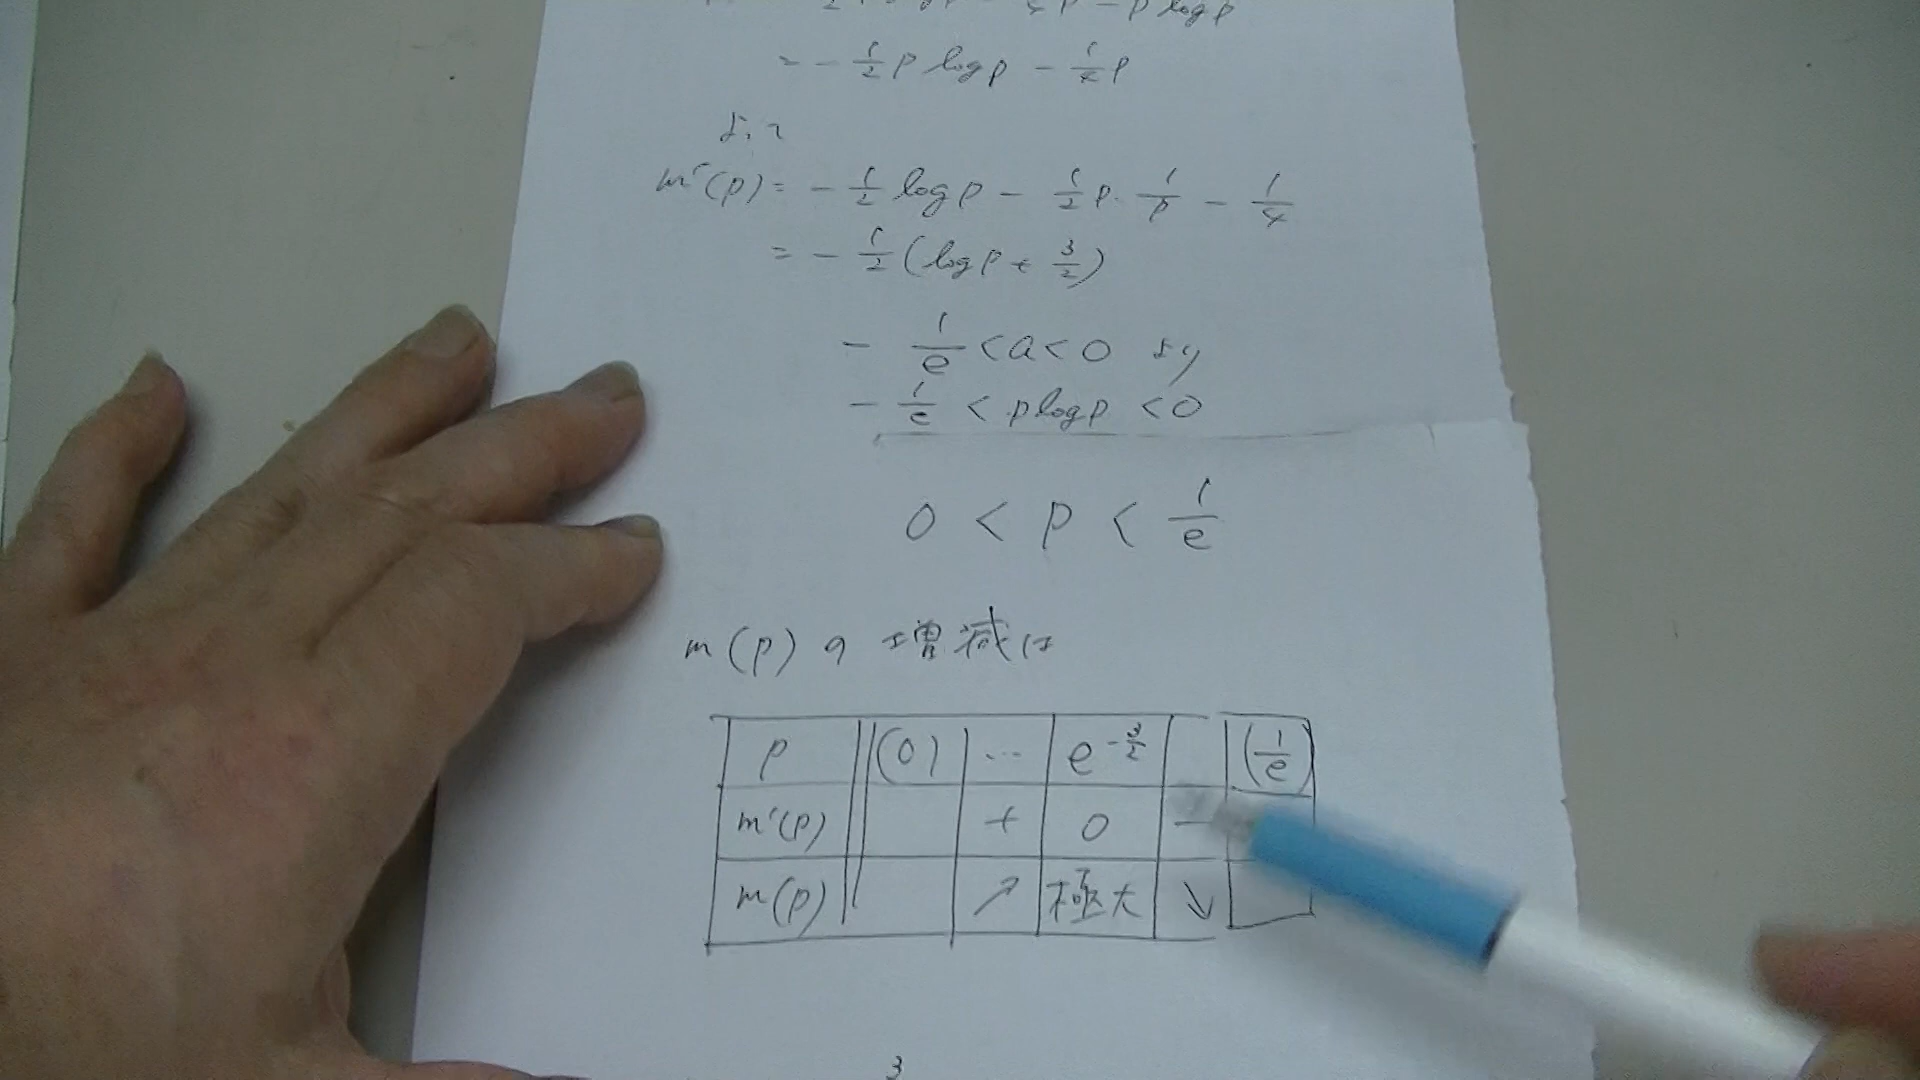 = - 1/2 p log p - 1/4 p
よって
m'(p) = - 1/2 log p - 1/2 p · 1/p - 1/4
= - 1/2 (log p + 3/2)
- 1/e < a < 0 より
- 1/e < p log p < 0
0 < p < 1/e
m(p) の 増減は
p (0) … e^{-3/2} (1/e)
m'(p) + 0 -
m(p) ↗ 極大 ↘
3